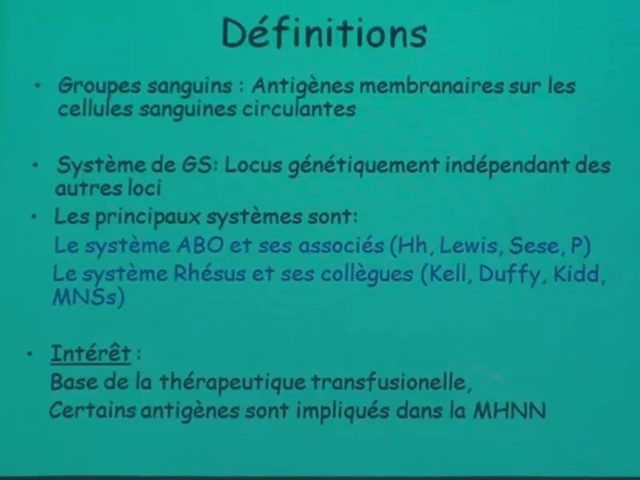 Définitions
• Groupes sanguins : Antigènes membranaires sur les
cellules sanguines circulantes
• Système de GS: Locus génétiquement indépendant des
autres loci
• Les principaux systèmes sont:
Le système ABO et ses associés (Hh, Lewis, Sese, P)
Le système Rhésus et ses collègues (Kell, Duffy, Kidd,
MNSs)
• Intérêt :
Base de la thérapeutique transfusionelle,
Certains antigènes sont impliqués dans la MHNN